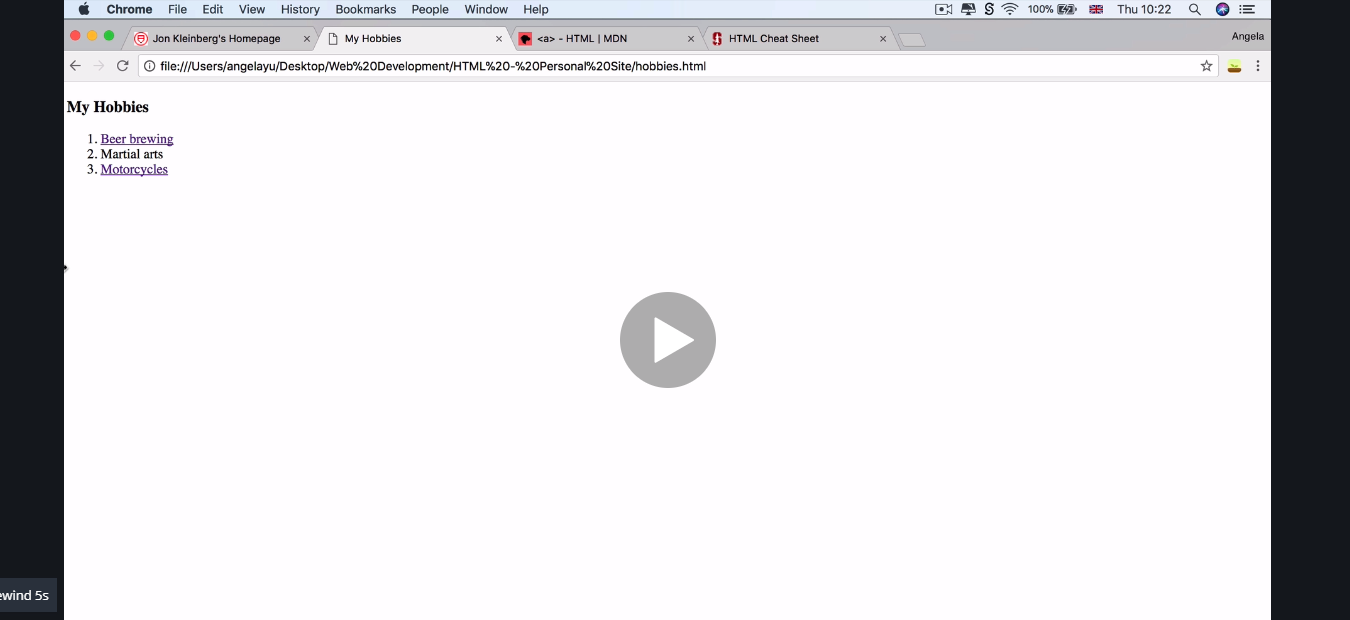 Chrome File Edit View History Bookmarks People Window Help 100% Thu 10:22
Jon Kleinberg's Homepage My Hobbies <a> - HTML | MDN HTML Cheat Sheet Angela
file:///Users/angelayu/Desktop/Web%20Development/HTML%20-%20Personal%20Site/hobbies.html
My Hobbies
1. Beer brewing
2. Martial arts
3. Motorcycles
ewind 5s